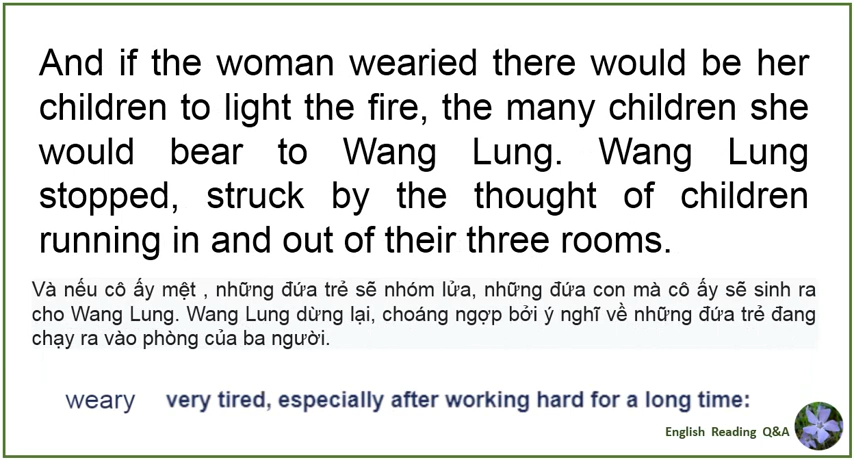 And if the woman wearied there would be her
children to light the fire, the many children she
would bear to Wang Lung. Wang Lung
stopped, struck by the thought of children
running in and out of their three rooms.
Và nếu cô ấy mệt , những đứa trẻ sẽ nhóm lửa, những đứa con mà cô ấy sẽ sinh ra
cho Wang Lung. Wang Lung dừng lại, choáng ngợp bởi ý nghĩ về những đứa trẻ đang
chạy ra vào phòng của ba người.
weary very tired, especially after working hard for a long time:
English Reading Q&A